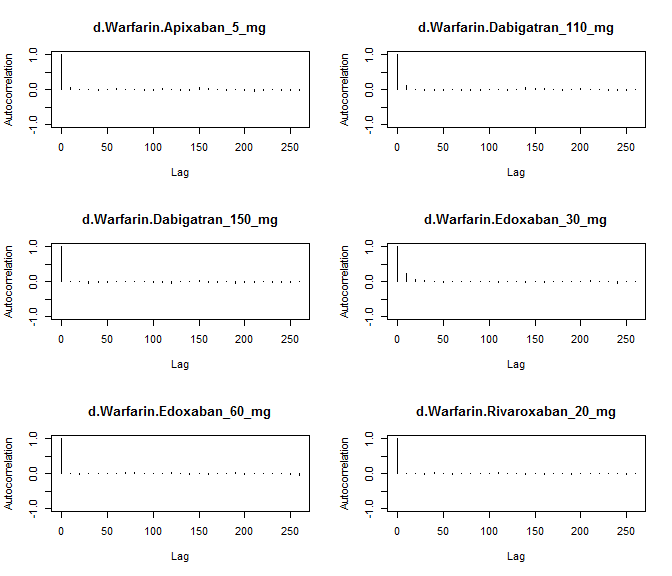 d.Warfarin.Apixaban_5_mg
Autocorrelation
1.0
0.0
-1.0
0 50 100 150 200 250
Lag
d.Warfarin.Dabigatran_110_mg
Autocorrelation
1.0
0.0
-1.0
0 50 100 150 200 250
Lag
d.Warfarin.Dabigatran_150_mg
Autocorrelation
1.0
0.0
-1.0
0 50 100 150 200 250
Lag
d.Warfarin.Edoxaban_30_mg
Autocorrelation
1.0
0.0
-1.0
0 50 100 150 200 250
Lag
d.Warfarin.Edoxaban_60_mg
Autocorrelation
1.0
0.0
-1.0
0 50 100 150 200 250
Lag
d.Warfarin.Rivaroxaban_20_mg
Autocorrelation
1.0
0.0
-1.0
0 50 100 150 200 250
Lag